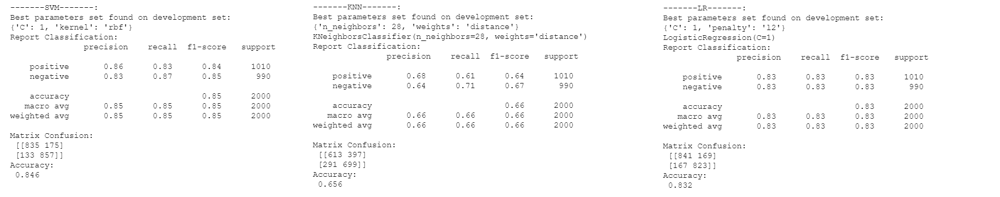 -------SVM-------:
Best parameters set found on development set:
{'C': 1, 'kernel': 'rbf'}
Report Classification:
precision recall f1-score support
positive 0.86 0.83 0.84 1010
negative 0.83 0.87 0.85 990
accuracy 0.85 2000
macro avg 0.85 0.85 0.85 2000
weighted avg 0.85 0.85 0.85 2000
Matrix Confusion:
[[835 175]
[133 857]]
Accuracy:
0.846
-------KNN-------:
Best parameters set found on development set:
{'n_neighbors': 28, 'weights': 'distance'}
KNeighborsClassifier(n_neighbors=28, weights='distance')
Report Classification:
precision recall f1-score support
positive 0.68 0.61 0.64 1010
negative 0.64 0.71 0.67 990
accuracy 0.66 2000
macro avg 0.66 0.66 0.66 2000
weighted avg 0.66 0.66 0.66 2000
Matrix Confusion:
[[613 397]
[291 699]]
Accuracy:
0.656
-------LR-------:
Best parameters set found on development set:
{'C': 1, 'penalty': 'l2'}
LogisticRegression(C=1)
Report Classification:
precision recall f1-score support
positive 0.83 0.83 0.83 1010
negative 0.83 0.83 0.83 990
accuracy 0.83 2000
macro avg 0.83 0.83 0.83 2000
weighted avg 0.83 0.83 0.83 2000
Matrix Confusion:
[[841 169]
[167 823]]
Accuracy:
0.832